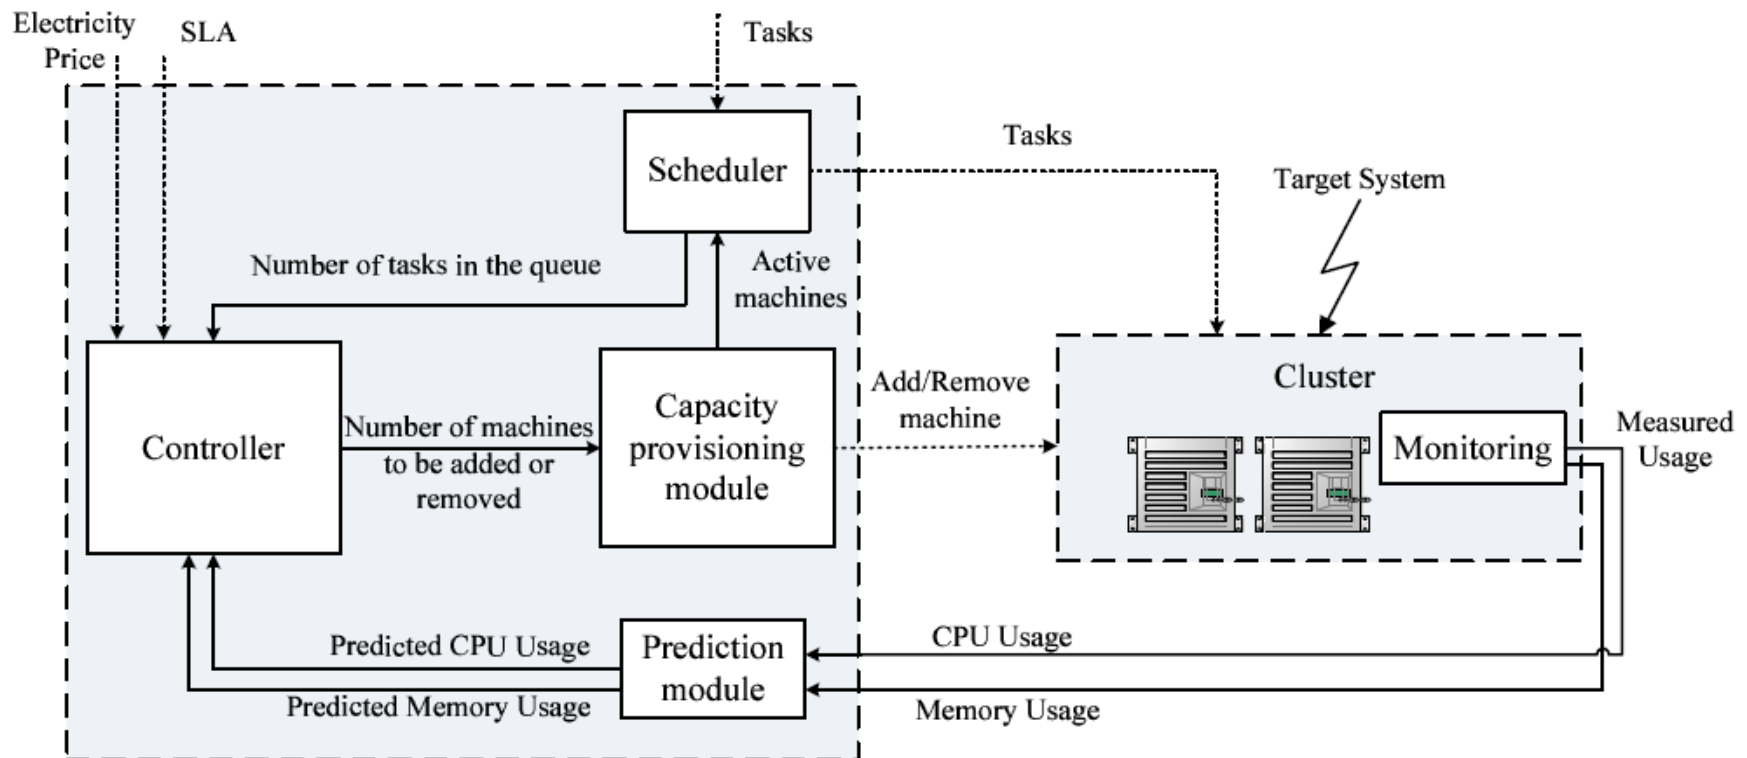 Electricity
Price
SLA
Tasks
Scheduler
Tasks
Target System
Number of tasks in the queue
Active
machines
Controller
Number of machines
to be added or
removed
Capacity
provisioning
module
Add/Remove
machine
Cluster
Monitoring
Measured
Usage
Predicted CPU Usage
Predicted Memory Usage
Prediction
module
CPU Usage
Memory Usage